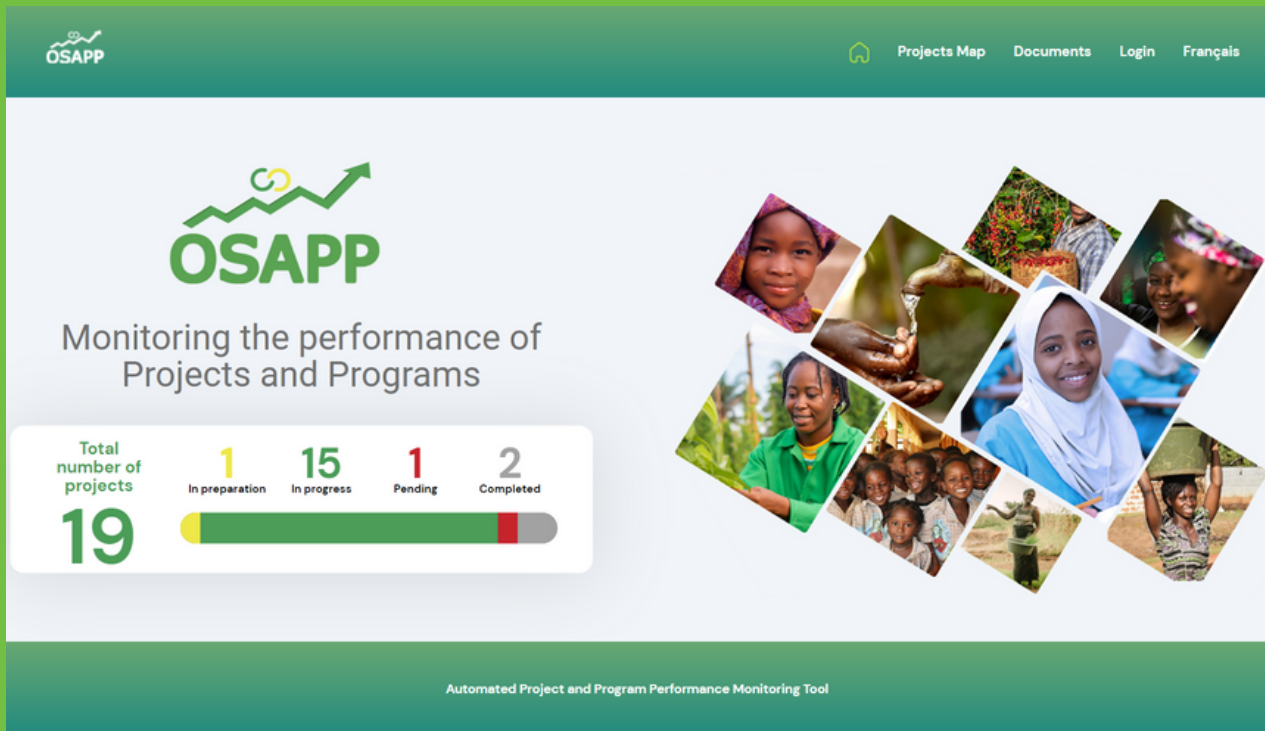 OSAPP
Projects Map
Documents
Login
Français
OSAPP
Monitoring the performance of
Projects and Programs
Total
number of
projects
19
1
In preparation
15
In progress
1
Pending
2
Completed
Automated Project and Program Performance Monitoring Tool